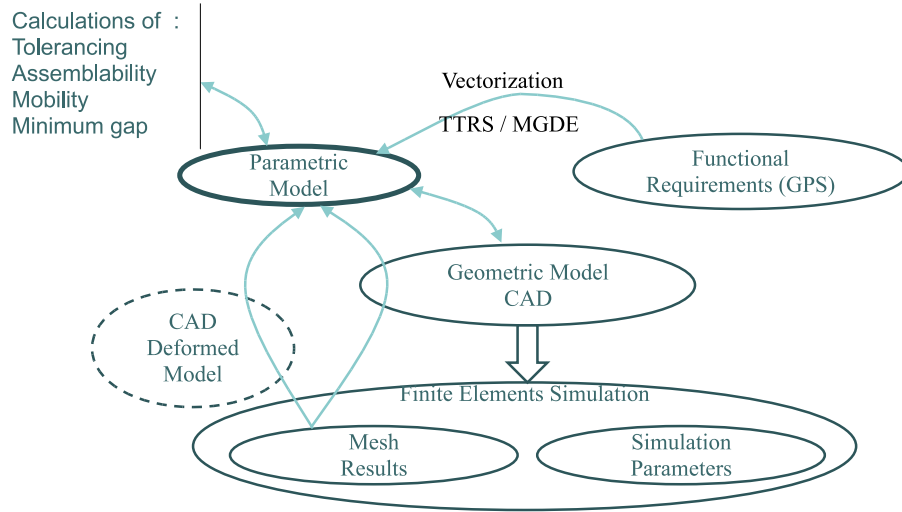 Calculations of :
Tolerancing
Assemblability
Mobility
Minimum gap
Vectorization
TTRS / MGDE
Parametric
Model
Functional
Requirements (GPS)
Geometric Model
CAD
CAD
Deformed
Model
Finite Elements Simulation
Mesh
Results
Simulation
Parameters